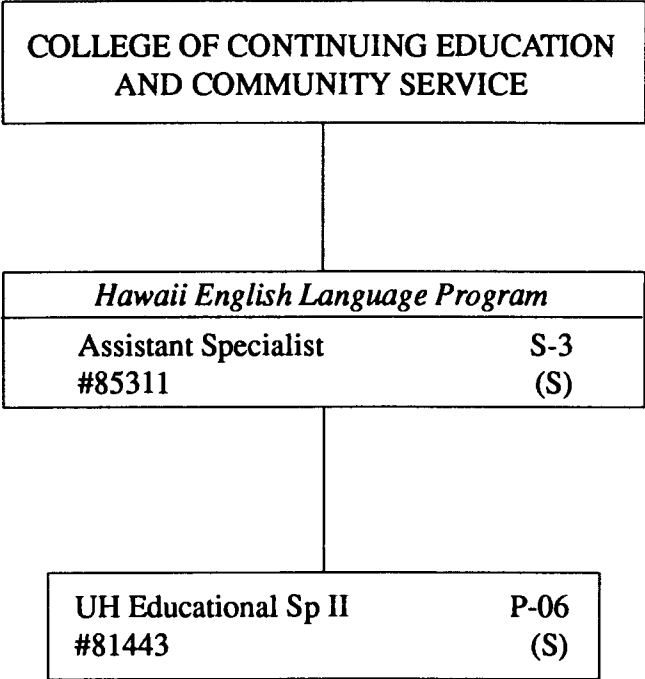 COLLEGE OF CONTINUING EDUCATION
AND COMMUNITY SERVICE
Hawaii English Language Program
Assistant Specialist S-3
#85311 (S)
UH Educational Sp II P-06
#81443 (S)